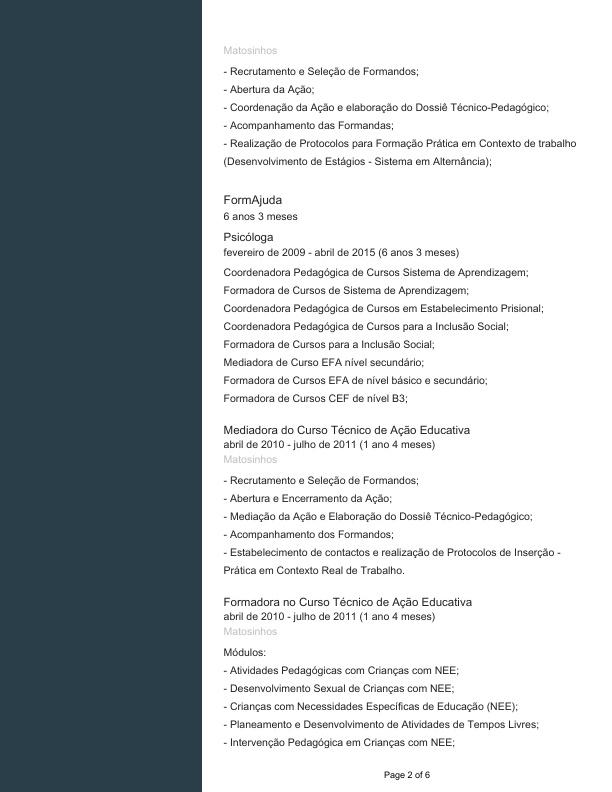 Matosinhos
- Recrutamento e Seleção de Formandos;
- Abertura da Ação;
- Coordenação da Ação e elaboração do Dossiê Técnico-Pedagógico;
- Acompanhamento das Formandas;
- Realização de Protocolos para Formação Prática em Contexto de trabalho
(Desenvolvimento de Estágios - Sistema em Alternância);
FormAjuda
6 anos 3 meses
Psicóloga
fevereiro de 2009 - abril de 2015 (6 anos 3 meses)
Coordenadora Pedagógica de Cursos Sistema de Aprendizagem;
Formadora de Cursos de Sistema de Aprendizagem;
Coordenadora Pedagógica de Cursos em Estabelecimento Prisional;
Coordenadora Pedagógica de Cursos para a Inclusão Social;
Formadora de Cursos para a Inclusão Social;
Mediadora de Curso EFA nível secundário;
Formadora de Cursos EFA de nível básico e secundário;
Formadora de Cursos CEF de nível B3;
Mediadora do Curso Técnico de Ação Educativa
abril de 2010 - julho de 2011 (1 ano 4 meses)
Matosinhos
- Recrutamento e Seleção de Formandos;
- Abertura e Encerramento da Ação;
- Mediação da Ação e Elaboração do Dossiê Técnico-Pedagógico;
- Acompanhamento dos Formandos;
- Estabelecimento de contactos e realização de Protocolos de Inserção -
Prática em Contexto Real de Trabalho.
Formadora no Curso Técnico de Ação Educativa
abril de 2010 - julho de 2011 (1 ano 4 meses)
Matosinhos
Módulos:
- Atividades Pedagógicas com Crianças com NEE;
- Desenvolvimento Sexual de Crianças com NEE;
- Crianças com Necessidades Específicas de Educação (NEE);
- Planeamento e Desenvolvimento de Atividades de Tempos Livres;
- Intervenção Pedagógica em Crianças com NEE;
Page 2 of 6